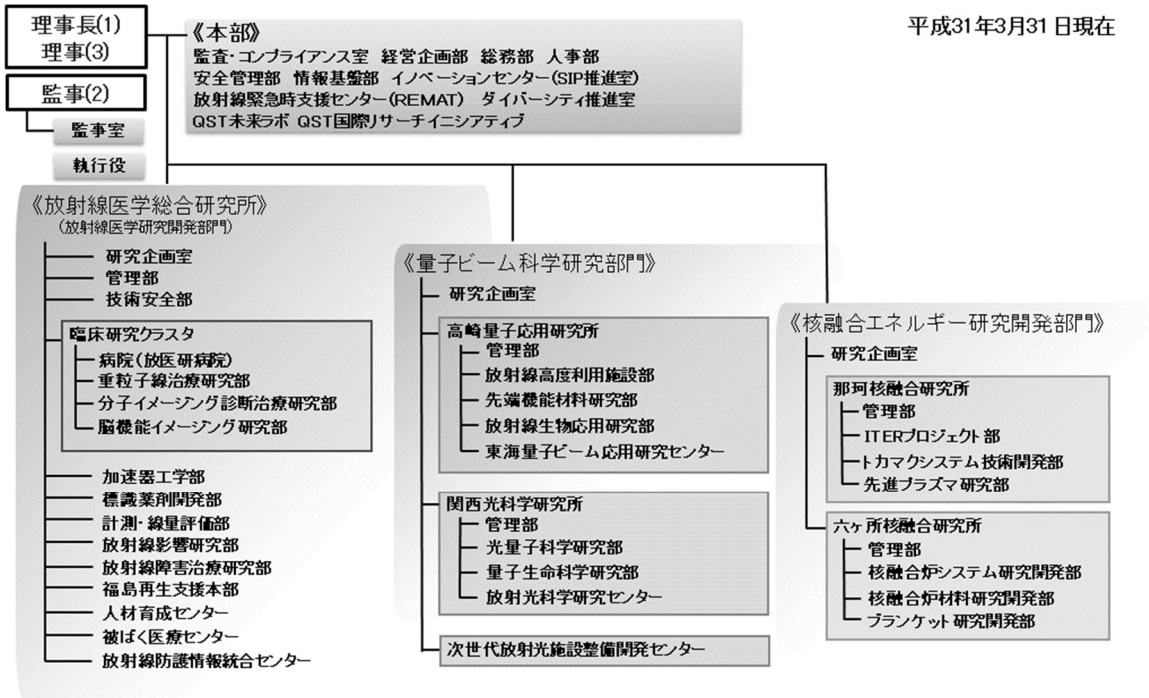 理事長(1)
理事(3)
監事(2)
監事室
執行役
《本部》
監査・コンプライアンス室 経営企画部 総務部 人事部
安全管理部 情報基盤部 イノベーションセンター(SIP推進室)
放射線緊急時支援センター(REMAT) ダイバーシティ推進室
QST未来ラボ QST国際リサーチイニシアティブ
平成31年3月31日現在
《放射線医学総合研究所》
(放射線医学研究開発部門)
研究企画室
管理部
技術安全部
臨床研究クラスタ
病院(放医研病院)
重粒子線治療研究部
分子イメージング診断治療研究部
脳機能イメージング研究部
加速器工学部
標識薬剤開発部
計測・線量評価部
放射線影響研究部
放射線障害治療研究部
福島再生支援本部
人材育成センター
被ばく医療センター
放射線防護情報統合センター
《量子ビーム科学研究部門》
研究企画室
高崎量子応用研究所
管理部
放射線高度利用施設部
先端機能材料研究部
放射線生物応用研究部
東海量子ビーム応用研究センター
関西光科学研究所
管理部
光量子科学研究部
量子生命科学研究部
放射光科学研究センター
次世代放射光施設整備開発センター
《核融合エネルギー研究開発部門》
研究企画室
那珂核融合研究所
管理部
ITERプロジェクト部
トカマクシステム技術開発部
先進プラズマ研究部
六ヶ所核融合研究所
管理部
核融合炉システム研究開発部
核融合炉材料研究開発部
ブランケット研究開発部